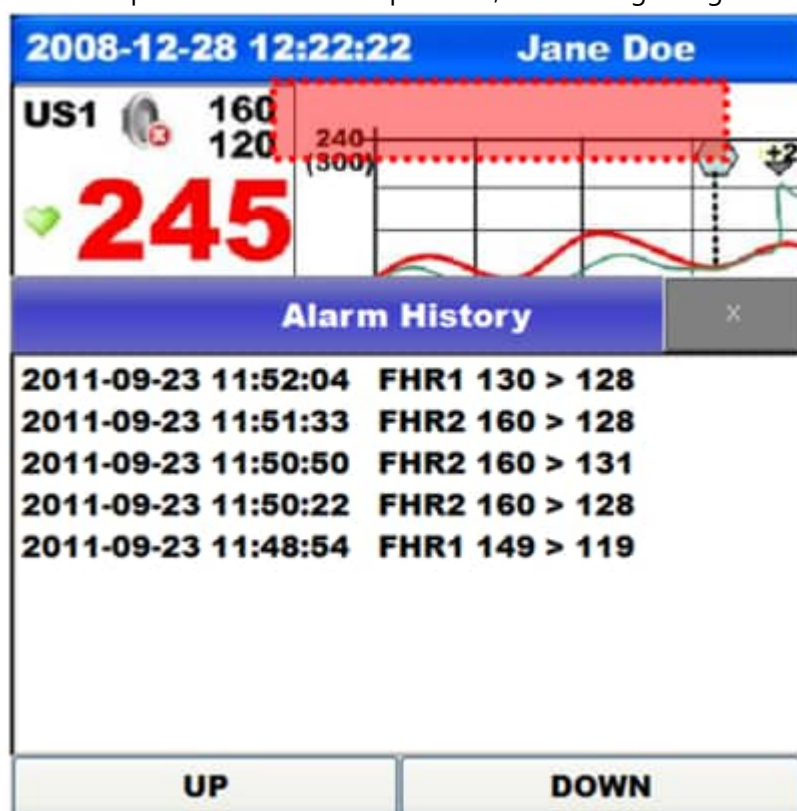 2008-12-28 12:22:22 Jane Doe
US1 160
120
240
(300)
+2
245
Alarm History x
2011-09-23 11:52:04 FHR1 130 > 128
2011-09-23 11:51:33 FHR2 160 > 128
2011-09-23 11:50:50 FHR2 160 > 131
2011-09-23 11:50:22 FHR2 160 > 128
2011-09-23 11:48:54 FHR1 149 > 119
UP DOWN